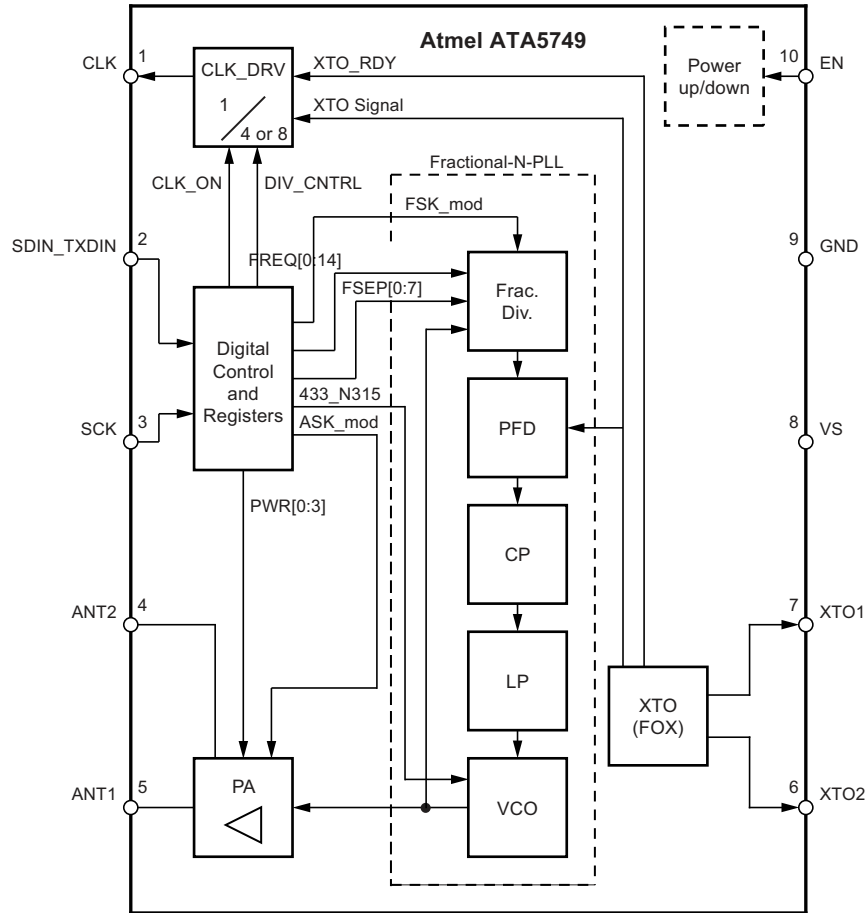 Atmel ATA5749
CLK
1
CLK_DRV
1
4 or 8
XTO_RDY
XTO Signal
Power
up/down
10
EN
CLK_ON
DIV_CNTRL
Fractional-N-PLL
FSK_mod
SDIN_TXDIN
2
FREQ[0:14]
FSEP[0:7]
Frac.
Div.
9
GND
Digital
Control
and
Registers
433_N315
ASK_mod
SCK
3
PFD
8
VS
PWR[0:3]
CP
ANT2
4
7
XTO1
LP
XTO
(FOX)
ANT1
5
PA
VCO
6
XTO2